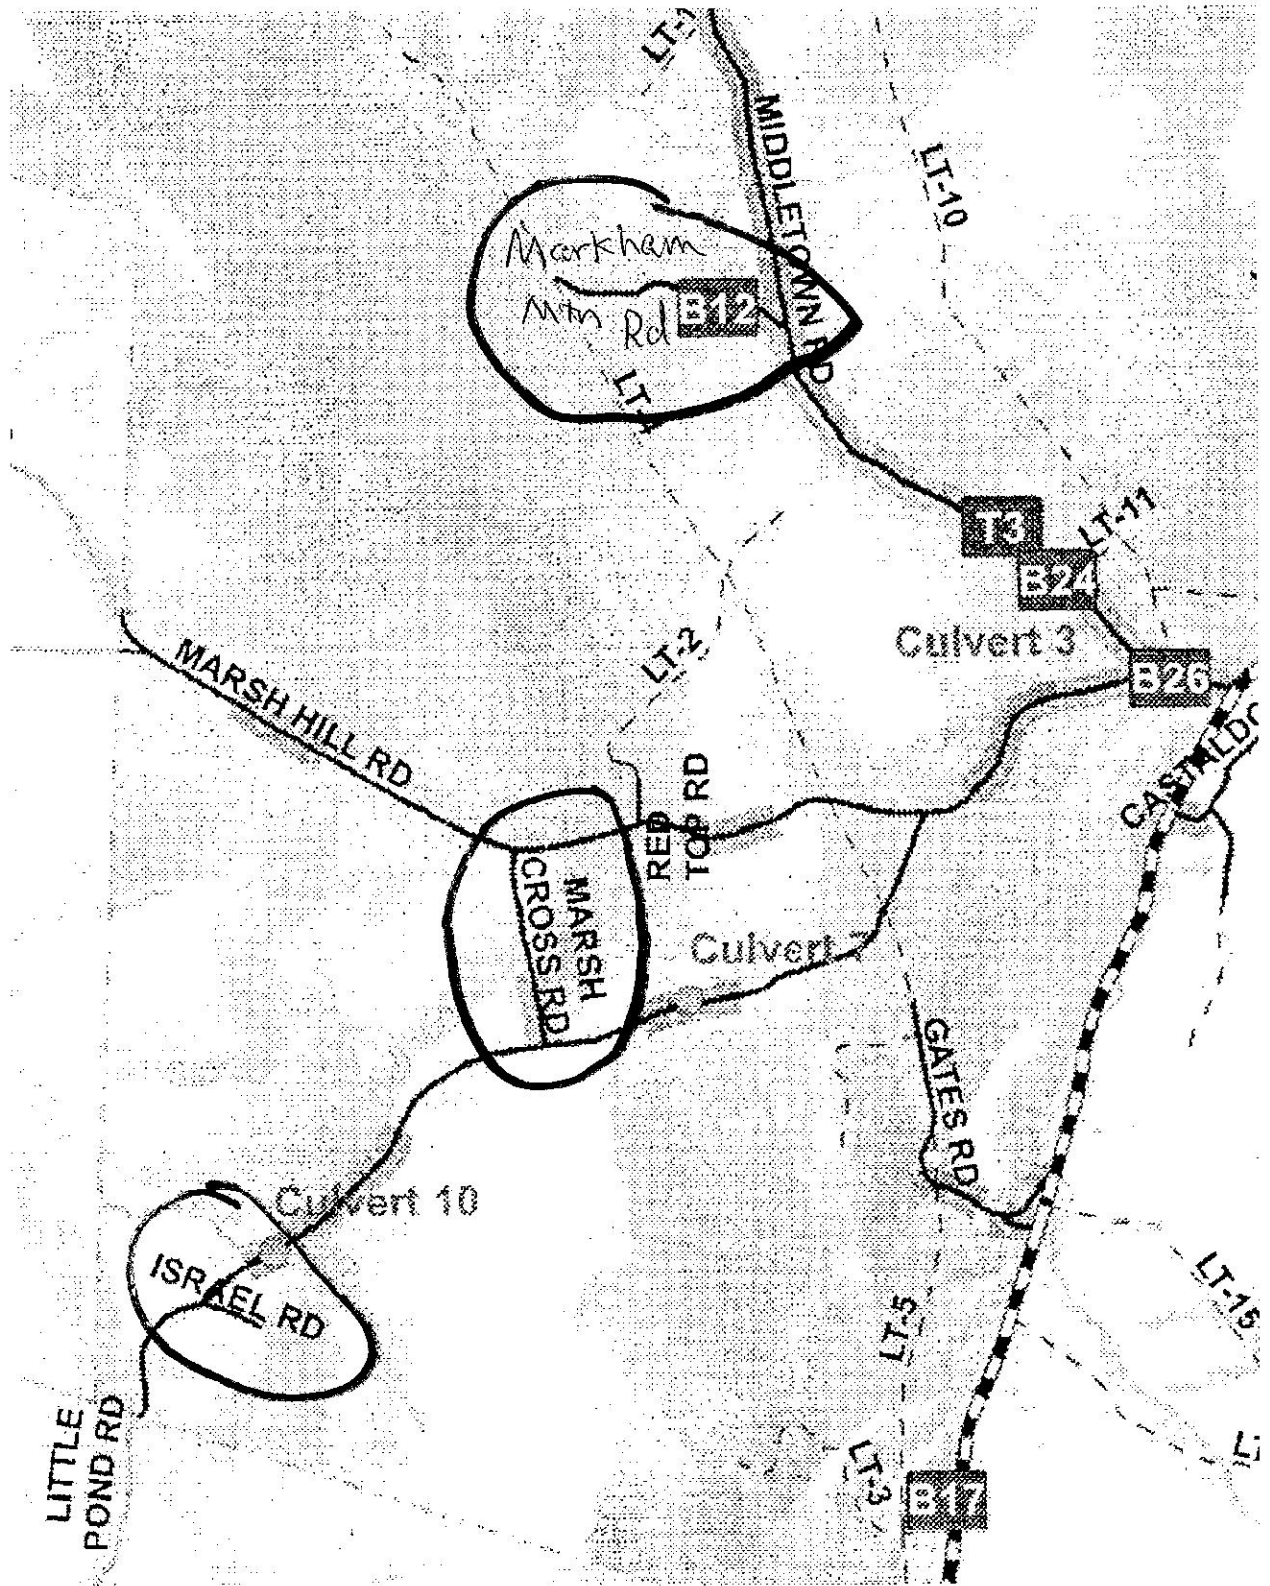 MIDDLETOWN RD
LT-10
Markham
Mtn Rd
B12
T3
LT-11
B24
Culvert 3
LT-2
B26
MARSH HILL RD
RED
TOP RD
MARSH
CROSS RD
Culvert 7
GATES RD
Culvert 10
ISRAEL RD
LT-15
LT-5
LITTLE
POND RD
LT-3
B17